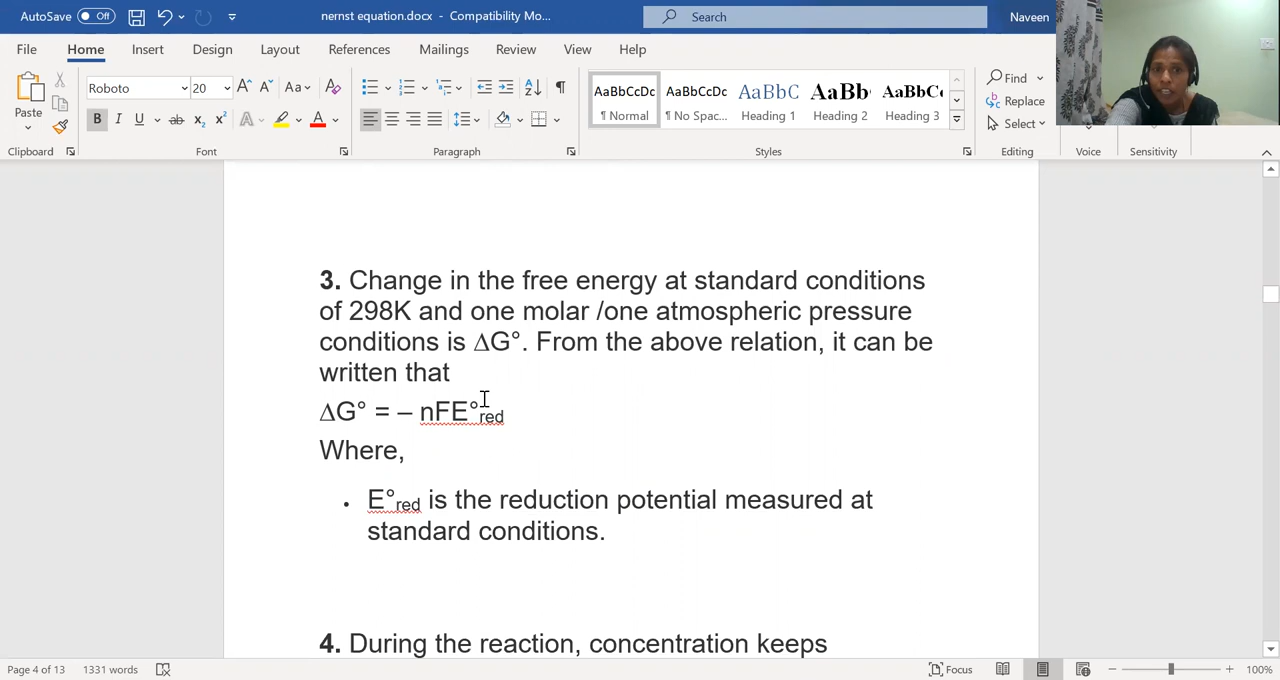 AutoSave Off nernst equation.docx - Compatibility Mo... Search Naveen
File Home Insert Design Layout References Mailings Review View Help
Paste Roboto 20 A A Aa A AaBbCcDc AaBbCcDc AaBbC AaBb AaBbC Find
B I U ab x2 x2 A A ¶ Normal ¶ No Spac... Heading 1 Heading 2 Heading 3 Replace
Select
Clipboard Font Paragraph Styles Editing Voice Sensitivity
3. Change in the free energy at standard conditions
of 298K and one molar /one atmospheric pressure
conditions is ∆G°. From the above relation, it can be
written that
∆G° = – nFE°red
Where,
• E°red is the reduction potential measured at
standard conditions.
4. During the reaction, concentration keeps
Page 4 of 13 1331 words Focus 100%